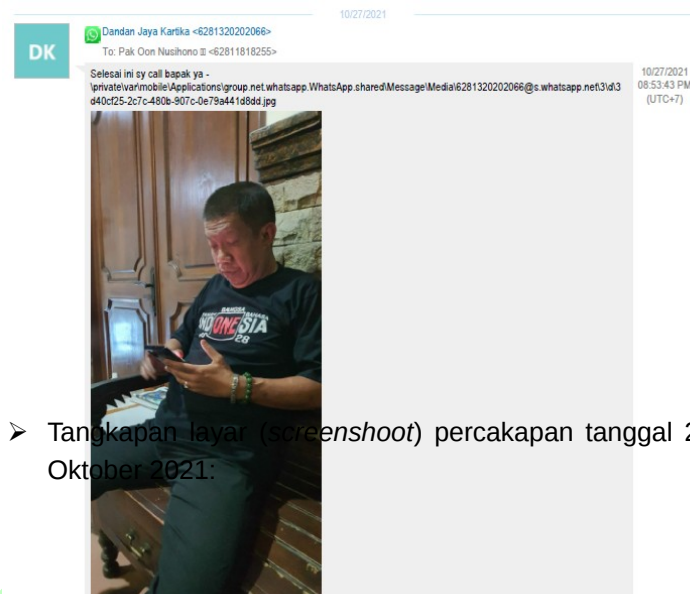 10/27/2021
DK
Dandan Jaya Kartika <6281320202066>
To: Pak Oon Nusihono <62811818255>
Selesai ini sy call bapak ya -
\private\var\mobile\Applications\group.net.whatsapp.WhatsApp.shared\Message\Media\6281320202066@s.whatsapp.net\3\d\3
d40cf25-2c7c-480b-907c-0e79a441d8dd.jpg
10/27/2021
08:53:43 PM
(UTC+7)
BANGSA
BAHASA
INDONESIA
28
➢ Tangkapan layar (screenshoot) percakapan tanggal 2
Oktober 2021: